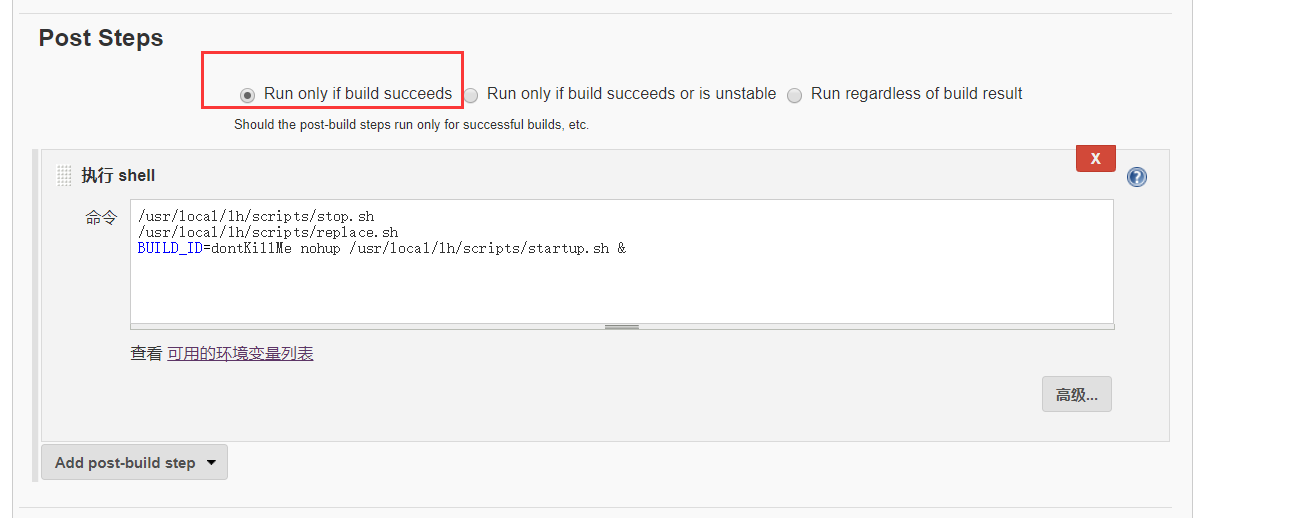 Post Steps
Run only if build succeeds Run only if build succeeds or is unstable Run regardless of build result
Should the post-build steps run only for successful builds, etc.
X
执行 shell
?
命令
/usr/local/lh/scripts/stop.sh
/usr/local/lh/scripts/replace.sh
BUILD_ID=dontKillMe nohup /usr/local/lh/scripts/startup.sh &
查看 可用的环境变量列表
高级...
Add post-build step